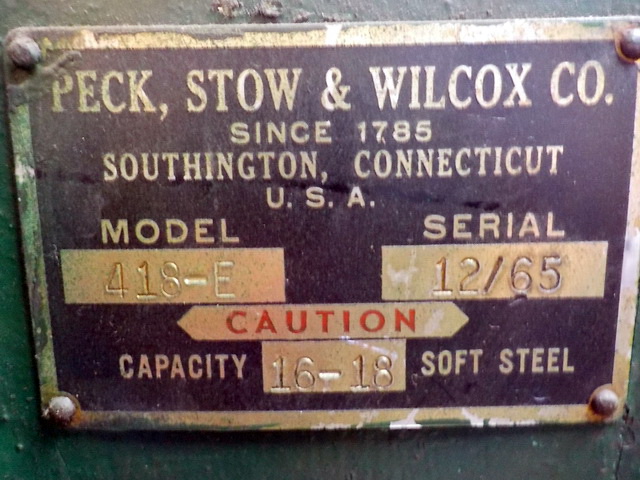 PECK, STOW & WILCOX CO.
SINCE 1785
SOUTHINGTON, CONNECTICUT
U. S. A.
MODEL SERIAL
418-E 12/65
CAUTION
CAPACITY 16-18 SOFT STEEL